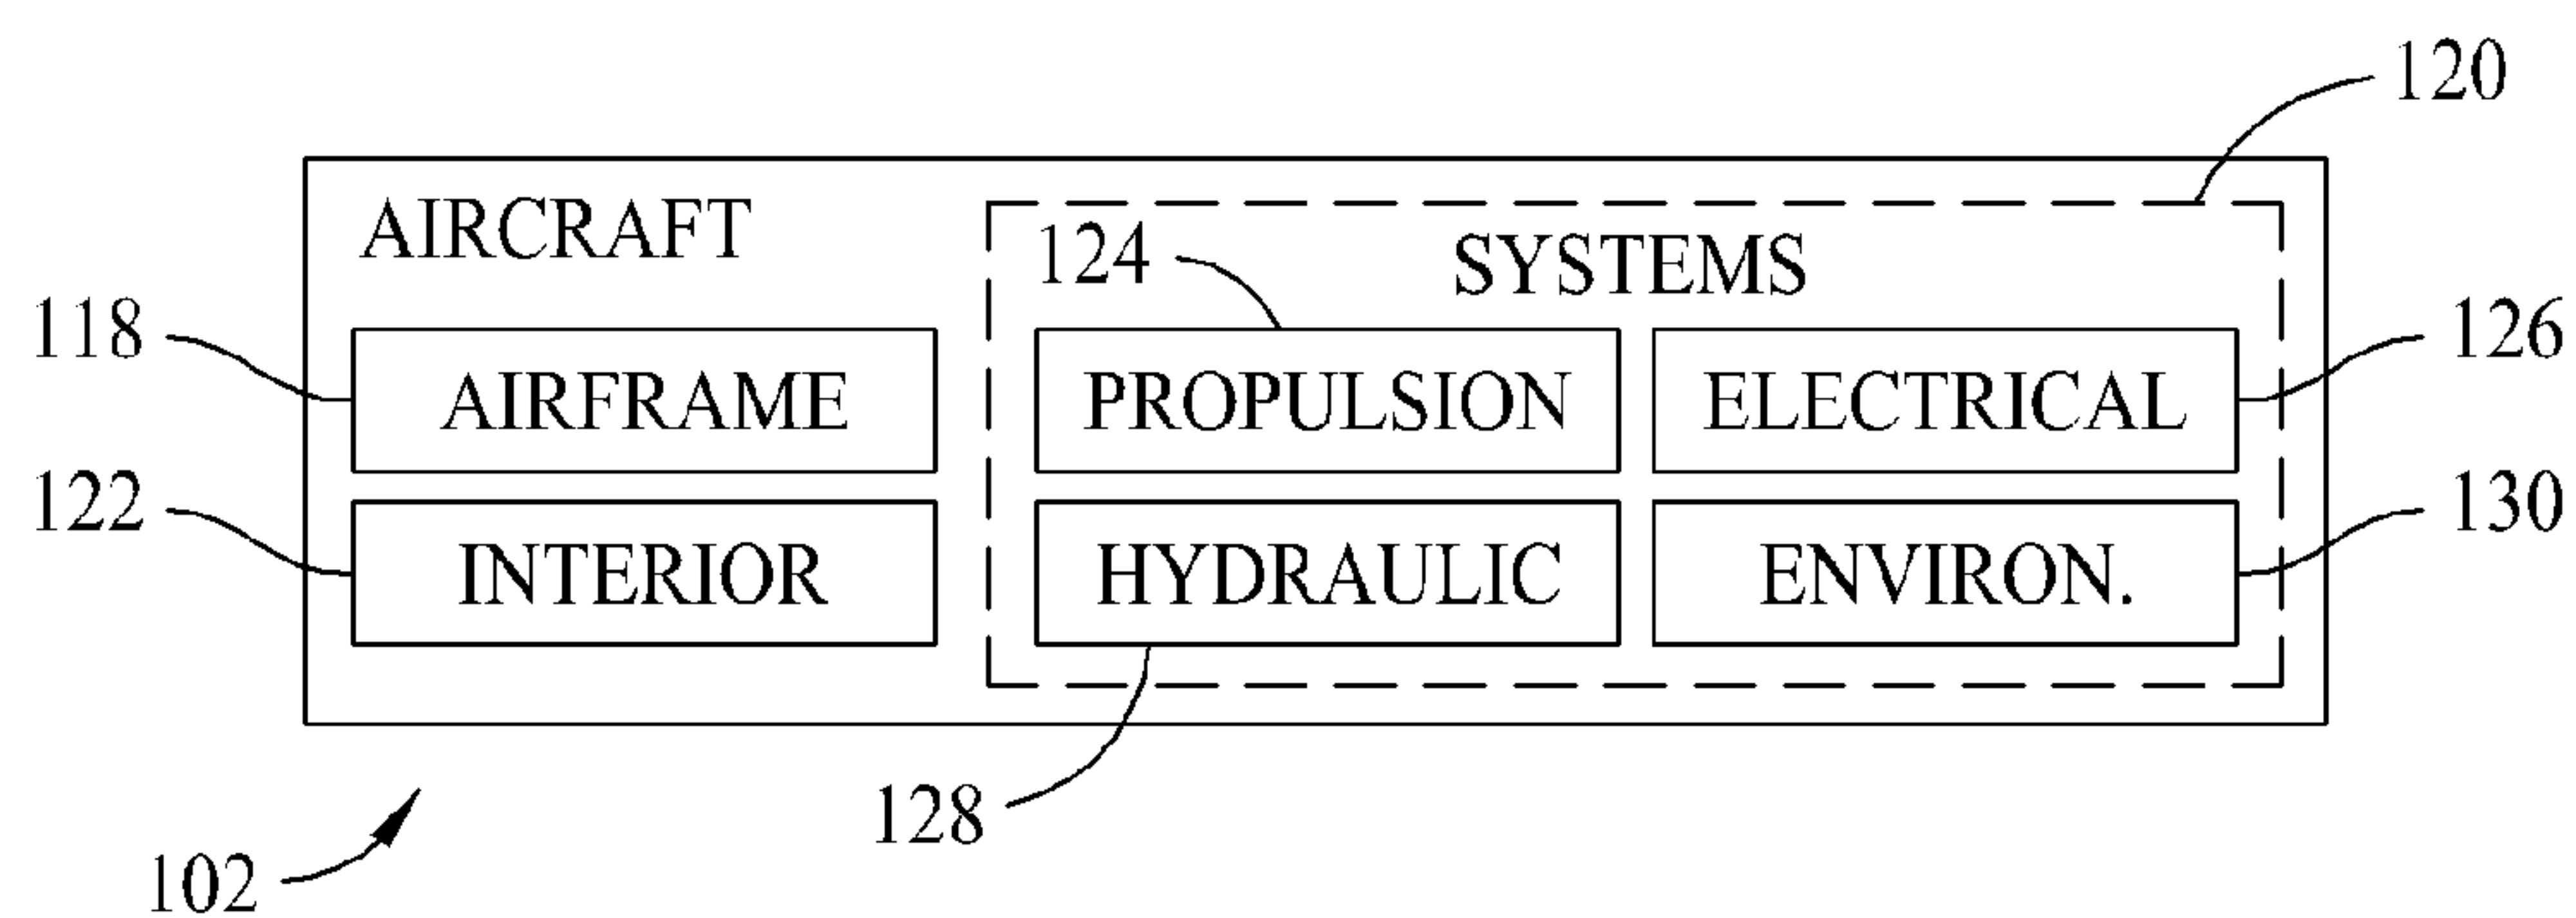 120
AIRCRAFT
124
SYSTEMS
118
AIRFRAME
PROPULSION
ELECTRICAL
126
122
INTERIOR
HYDRAULIC
ENVIRON.
130
128
102